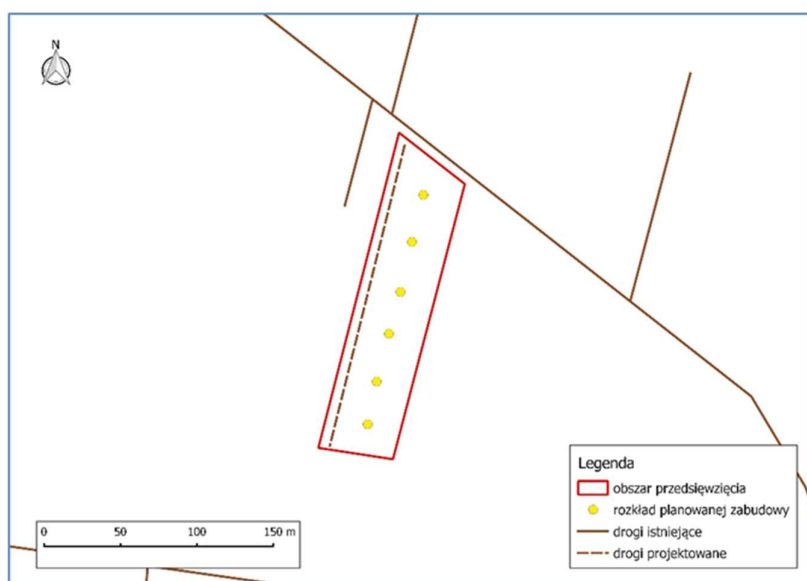 N
Legenda
obszar przedsięwzięcia
rozkład planowanej zabudowy
drogi istniejące
drogi projektowane
0 50 100 150 m